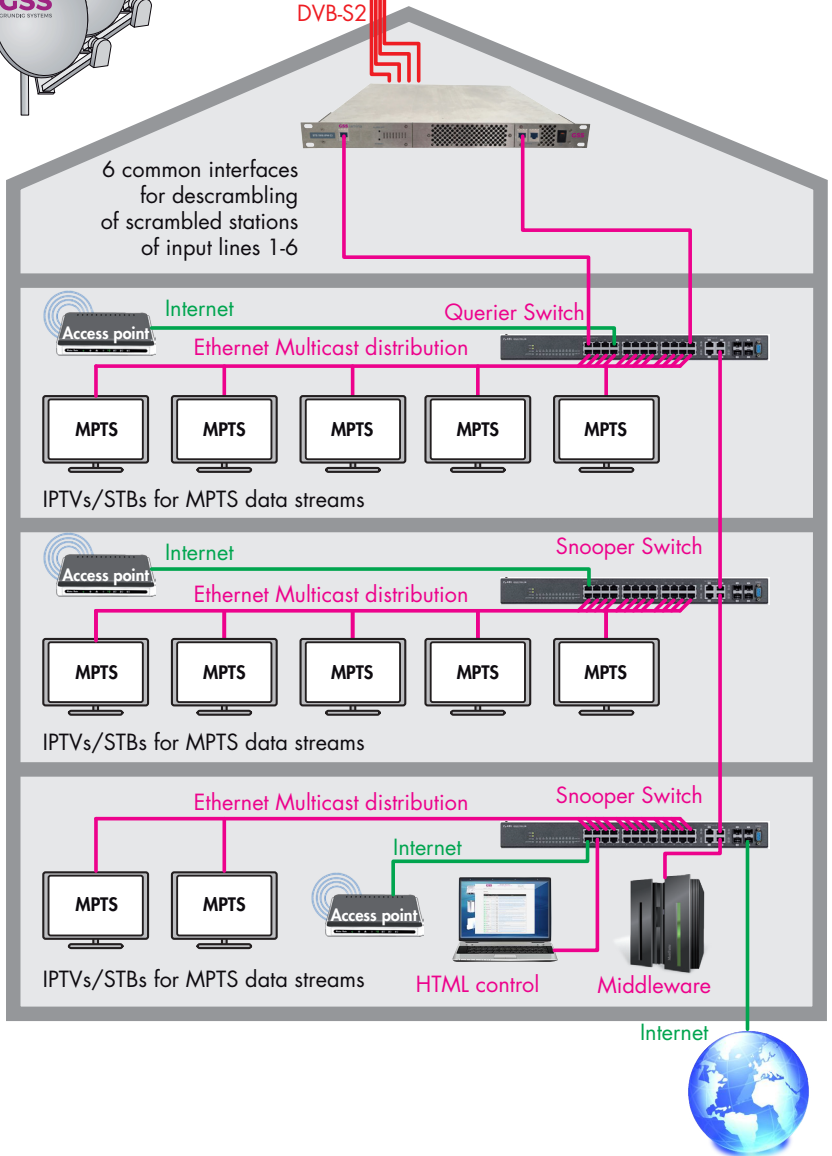 GSS
GRUNDIG SYSTEMS
DVB-S2
GSS
GSS
6 common interfaces
for descrambling
of scrambled stations
of input lines 1-6
Internet
Querier Switch
Access point
Ethernet Multicast distribution
MPTS
MPTS
MPTS
MPTS
MPTS
IPTVs/STBs for MPTS data streams
Internet
Snooper Switch
Access point
Ethernet Multicast distribution
MPTS
MPTS
MPTS
MPTS
MPTS
IPTVs/STBs for MPTS data streams
Ethernet Multicast distribution
Snooper Switch
Internet
MPTS
MPTS
Access point
IPTVs/STBs for MPTS data streams
HTML control
Middleware
Internet